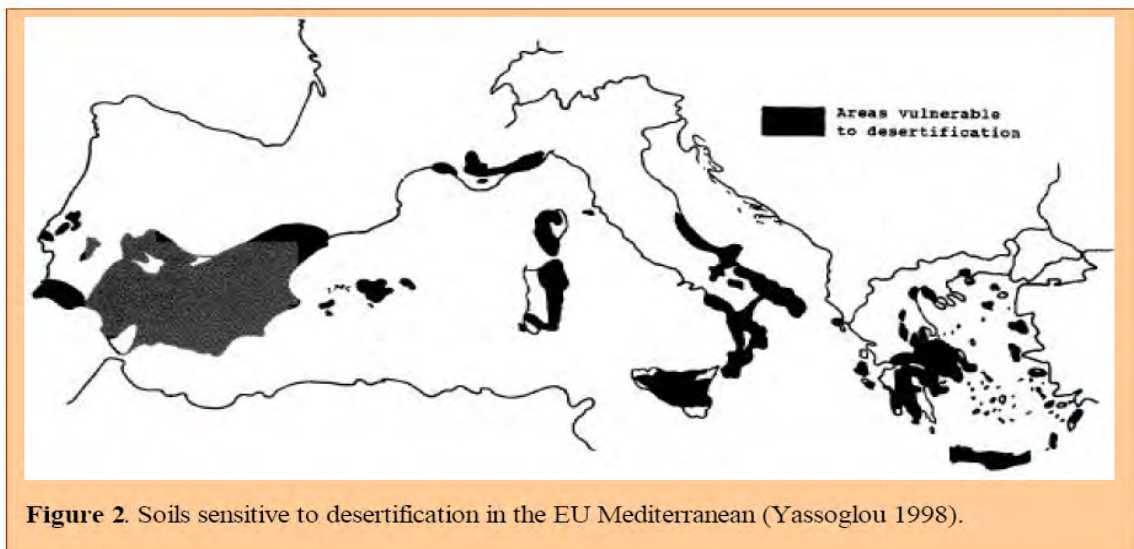 Areas vulnerable
to desertification
Figure 2. Soils sensitive to desertification in the EU Mediterranean (Yassoglou 1998).